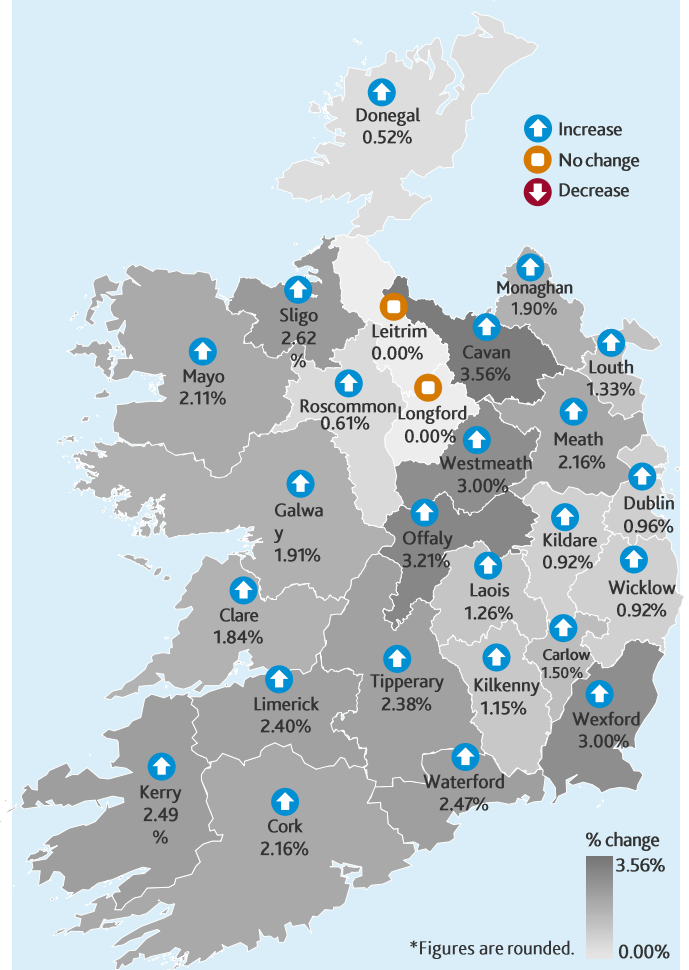 Donegal
0.52%
Increase
No change
Decrease
Monaghan
1.90%
Sligo
2.62
%
Leitrim
0.00%
Cavan
3.56%
Louth
1.33%
Mayo
2.11%
Roscommon
0.61%
Longford
0.00%
Meath
2.16%
Westmeath
3.00%
Dublin
0.96%
Galwa
y
1.91%
Offaly
3.21%
Kildare
0.92%
Wicklow
0.92%
Laois
1.26%
Clare
1.84%
Carlow
1.50%
Limerick
2.40%
Tipperary
2.38%
Kilkenny
1.15%
Wexford
3.00%
Waterford
2.47%
Kerry
2.49
%
Cork
2.16%
% change
3.56%
0.00%
*Figures are rounded.